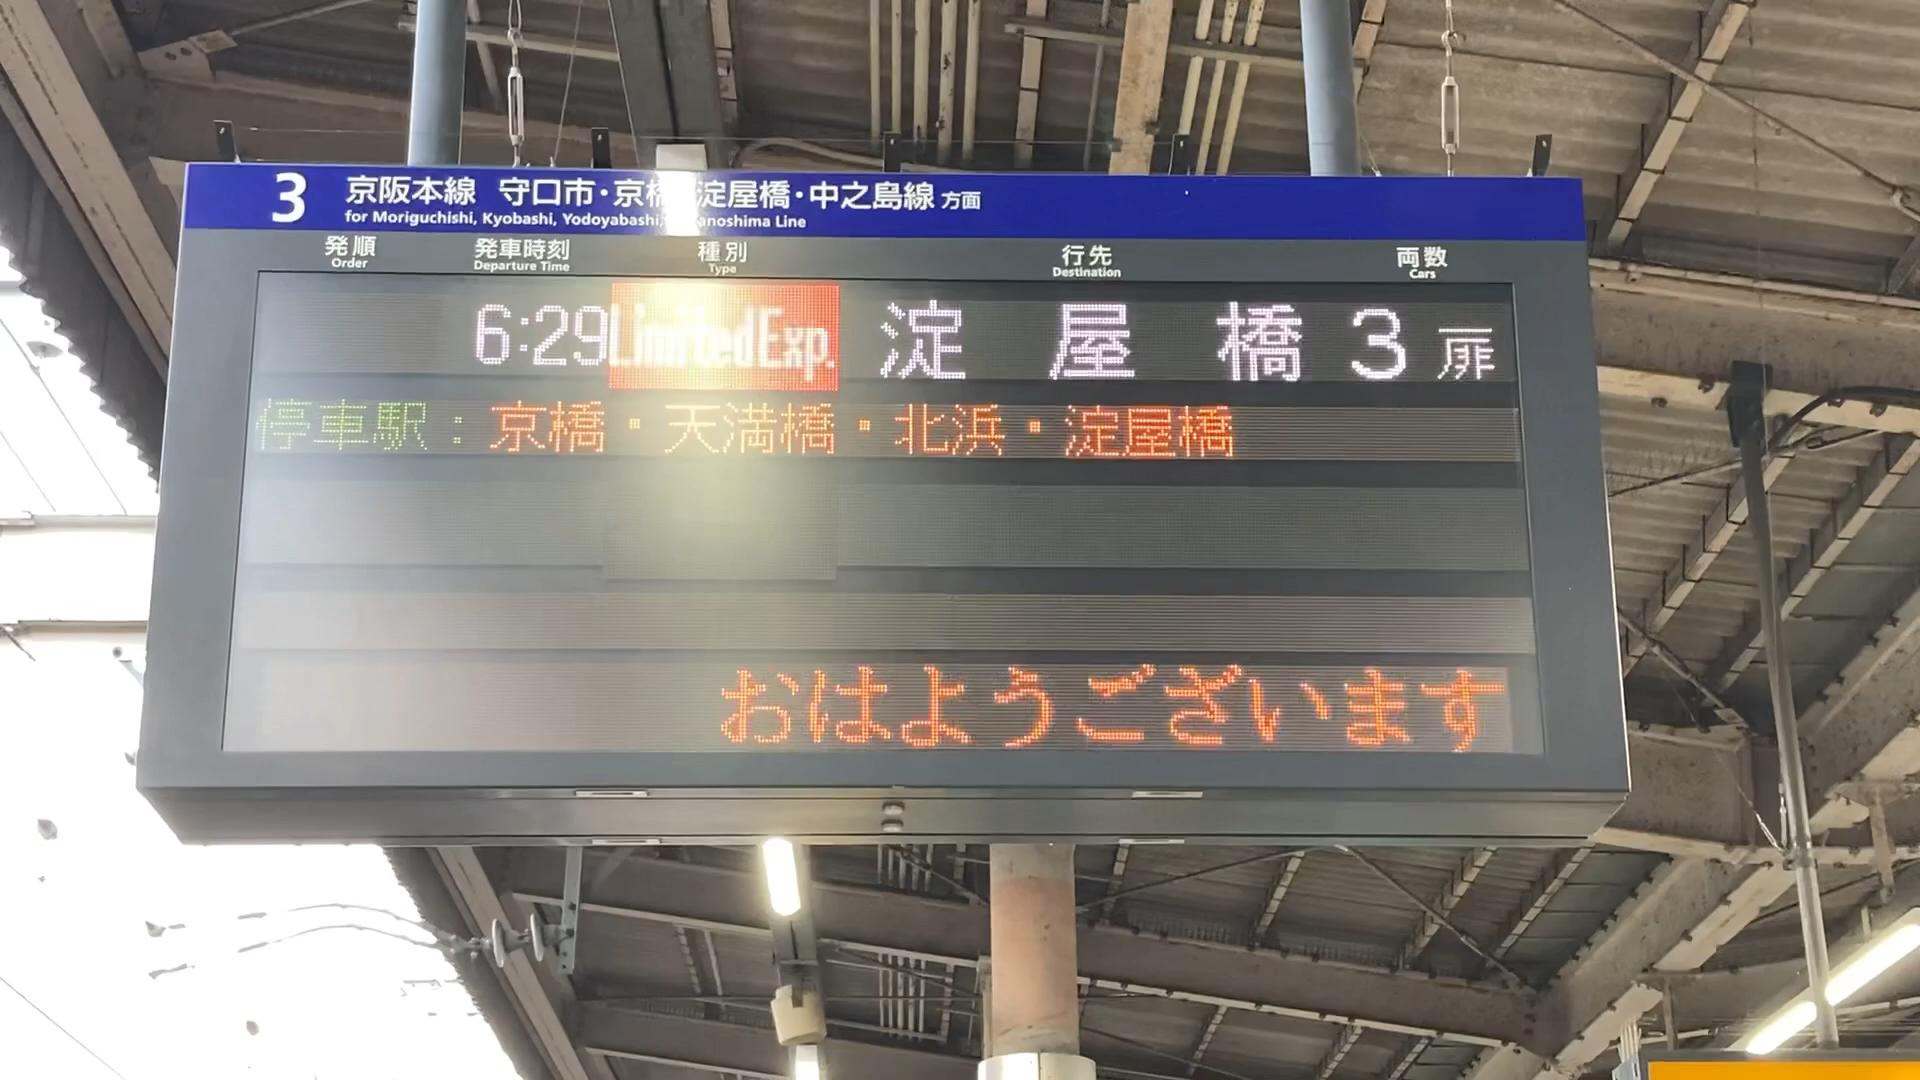 3 京阪本線 守口市・京橋 淀屋橋・中之島線 方面
for Moriguchishi, Kyobashi, Yodoyabashi, anoshima Line
発順 発車時刻 種別 行先 両数
Order Departure Time Type Destination Cars
6:29 Limited Exp. 淀屋橋 3扉
停車駅：京橋・天満橋・北浜・淀屋橋
おはようございます